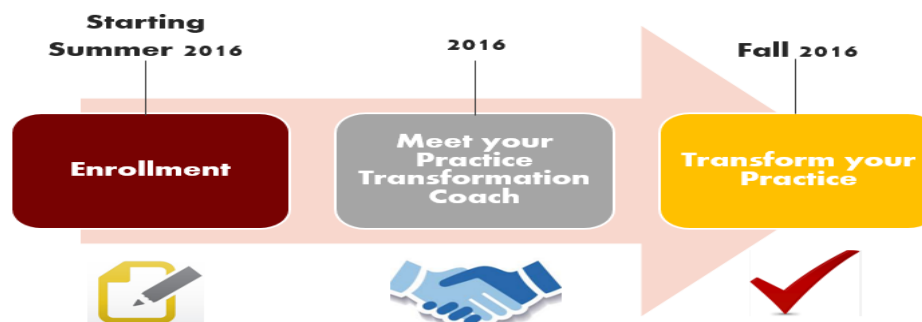 Starting
Summer 2016
2016
Fall 2016
Enrollment
Meet your
Practice
Transformation
Coach
Transform your
Practice